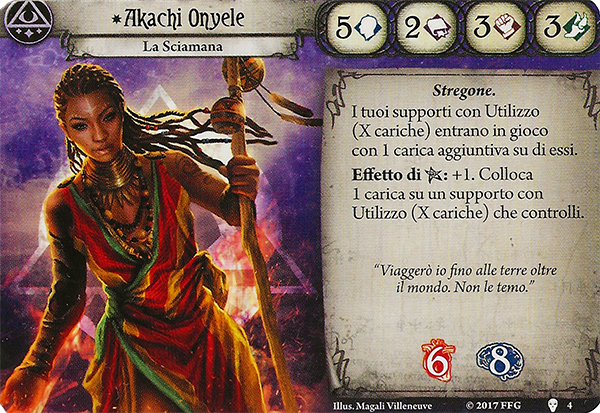 *Akachi Onyele
La Sciamana
5 2 3 3
Stregone.
I tuoi supporti con Utilizzo
(X cariche) entrano in gioco
con 1 carica aggiuntiva su di essi.
Effetto di : +1. Colloca
1 carica su un supporto con
Utilizzo (X cariche) che controlli.
“Viaggerò io fino alle terre oltre
il mondo. Non le temo.”
6 8
Illus. Magali Villeneuve © 2017 FFG 4